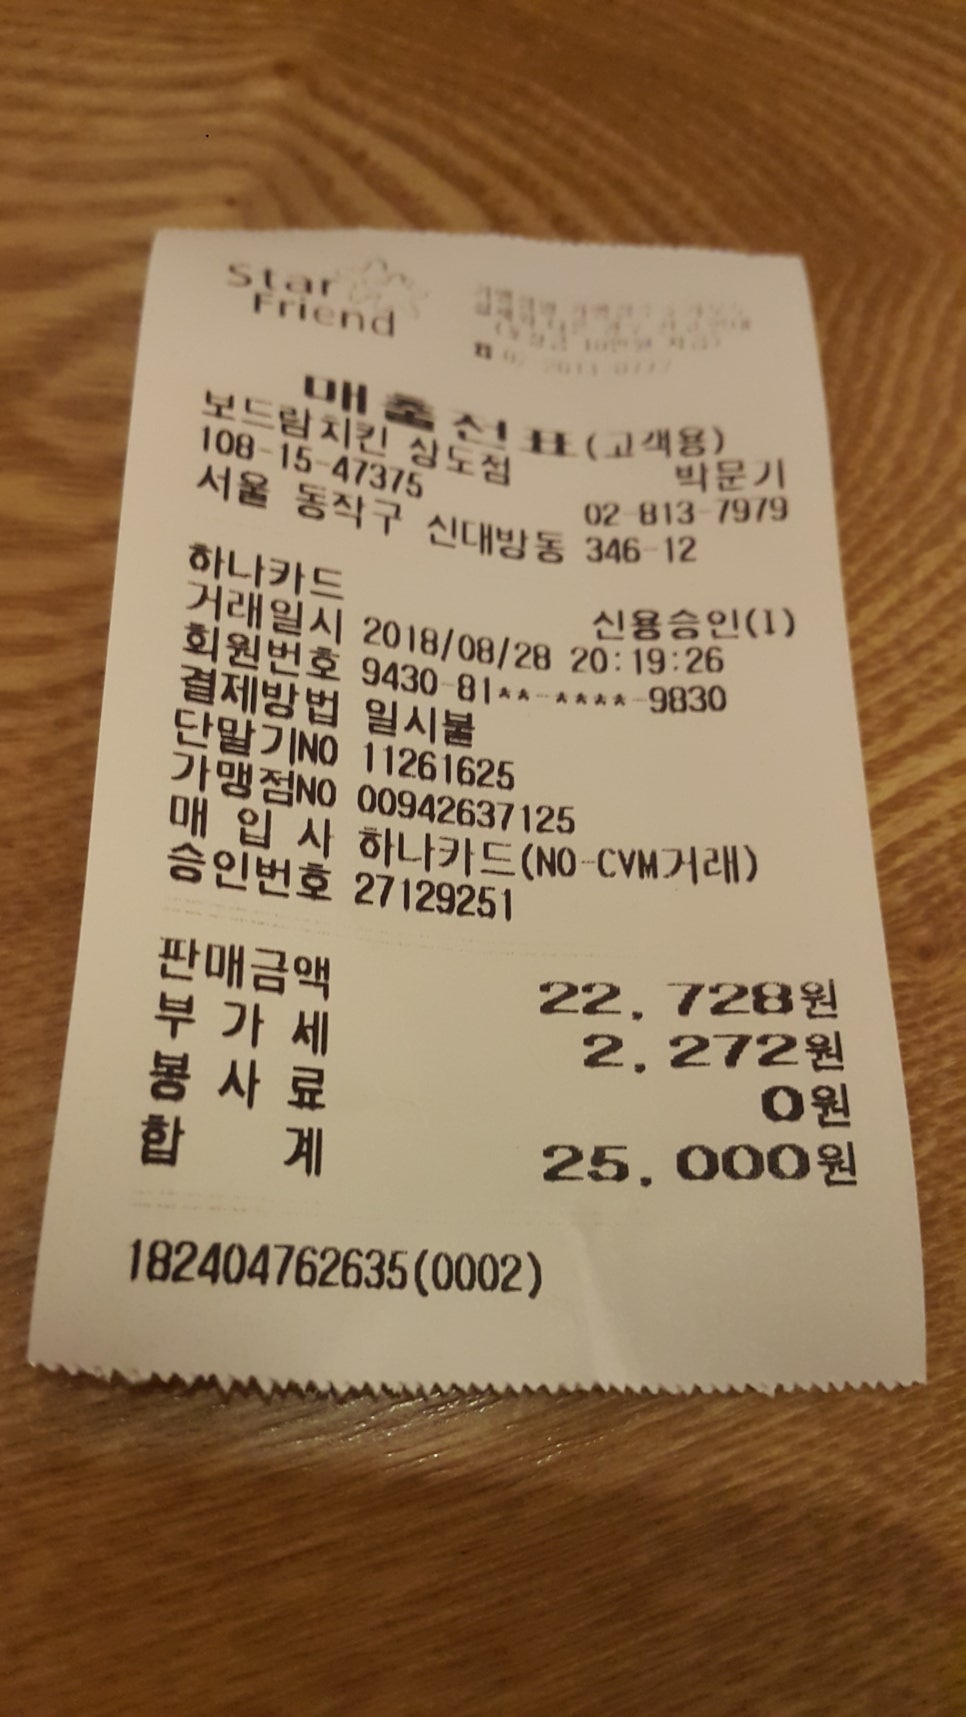 Star
Friend
매출전표(고객용)
보드람치킨 상도점 박문기
108-15-47375 02-813-7979
서울 동작구 신대방동 346-12
하나카드 신용승인(1)
거래일시 2018/08/28 20:19:26
회원번호 9430-81**-****-9830
결제방법 일시불
단말기NO 11261625
가맹점NO 00942637125
매 입 사 하나카드(NO-CVM거래)
승인번호 27129251
판매금액 22,728원
부 가 세 2,272원
봉 사 료 0원
합 계 25,000원
182404762635(0002)